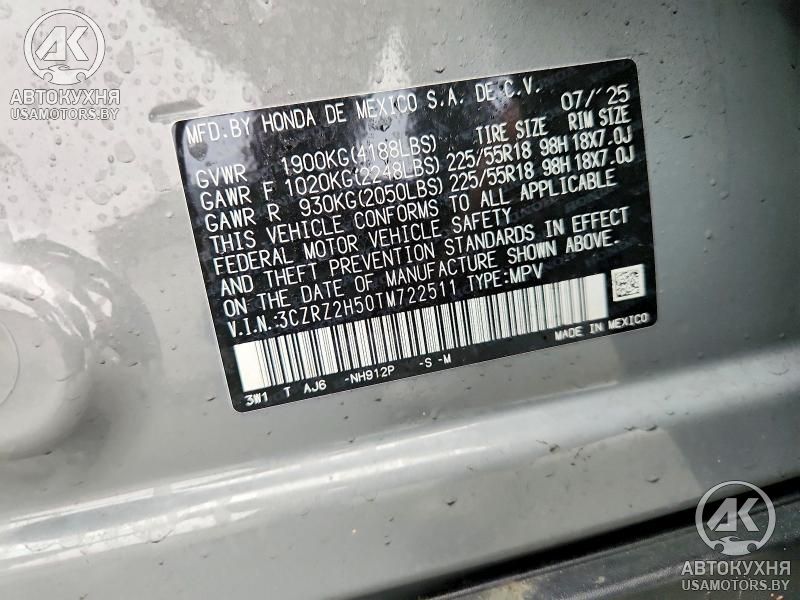 АК
АВТОКУХНЯ
USAMOTORS.BY
MFD.BY HONDA DE MEXICO S.A. DE C.V. 07/'25
GVWR 1900KG(4188LBS) TIRE SIZE RIM SIZE
GAWR F 1020KG(2248LBS) 225/55R18 98H 18X7.0J
GAWR R 930KG(2050LBS) 225/55R18 98H 18X7.0J
THIS VEHICLE CONFORMS TO ALL APPLICABLE
FEDERAL MOTOR VEHICLE SAFETY
AND THEFT PREVENTION STANDARDS IN EFFECT
ON THE DATE OF MANUFACTURE SHOWN ABOVE.
V.I.N.:3CZRZ2H50TM722511 TYPE:MPV
3W1 T AJ6 -NH912P -S -M MADE IN MEXICO
АК
АВТОКУХНЯ
USAMOTORS.BY